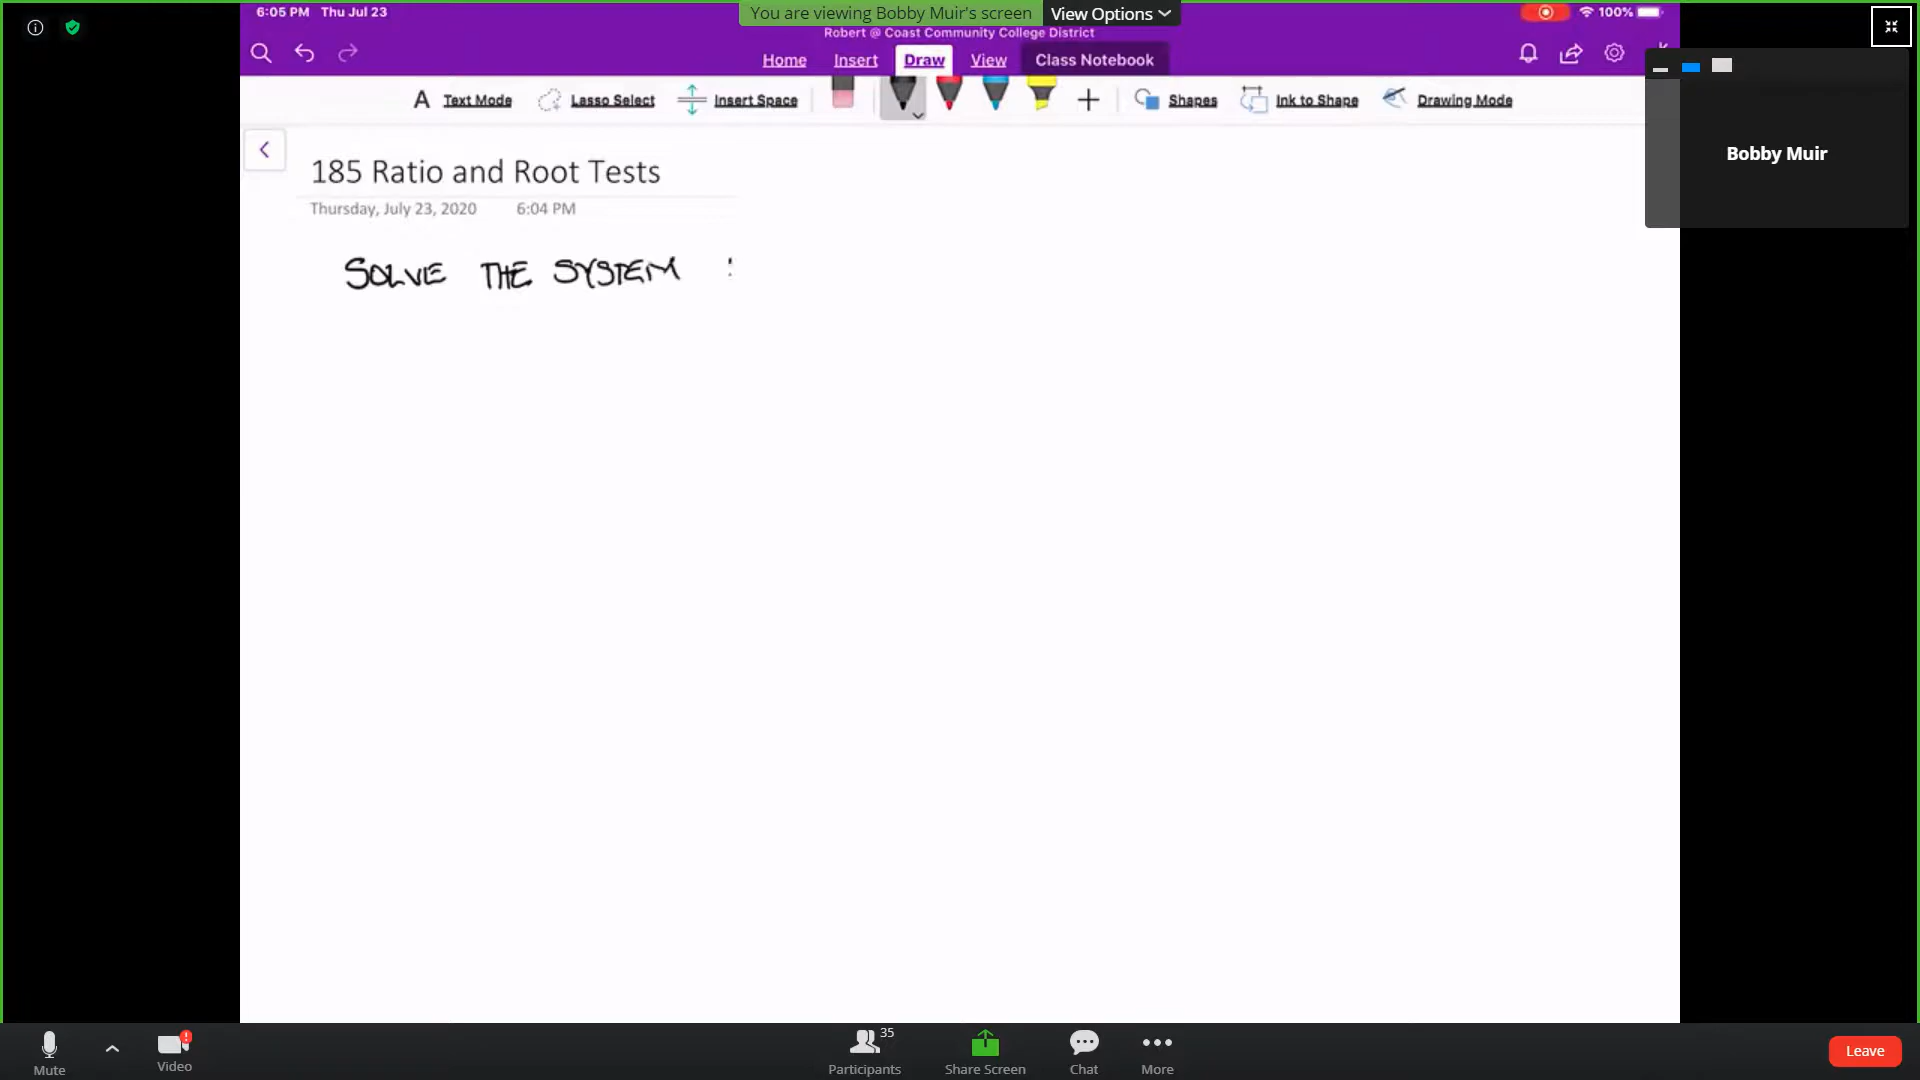 6:05 PM Thu Jul 23
You are viewing Bobby Muir's screen
View Options
100%
Robert @ Coast Community College District
Home
Insert
Draw
View
Class Notebook
A Text Mode
Lasso Select
Insert Space
Shapes
Ink to Shape
Drawing Mode
Bobby Muir
185 Ratio and Root Tests
Thursday, July 23, 2020 6:04 PM
SOLVE THE SYSTEM :
Mute
Video
Participants 35
Share Screen
Chat
More
Leave